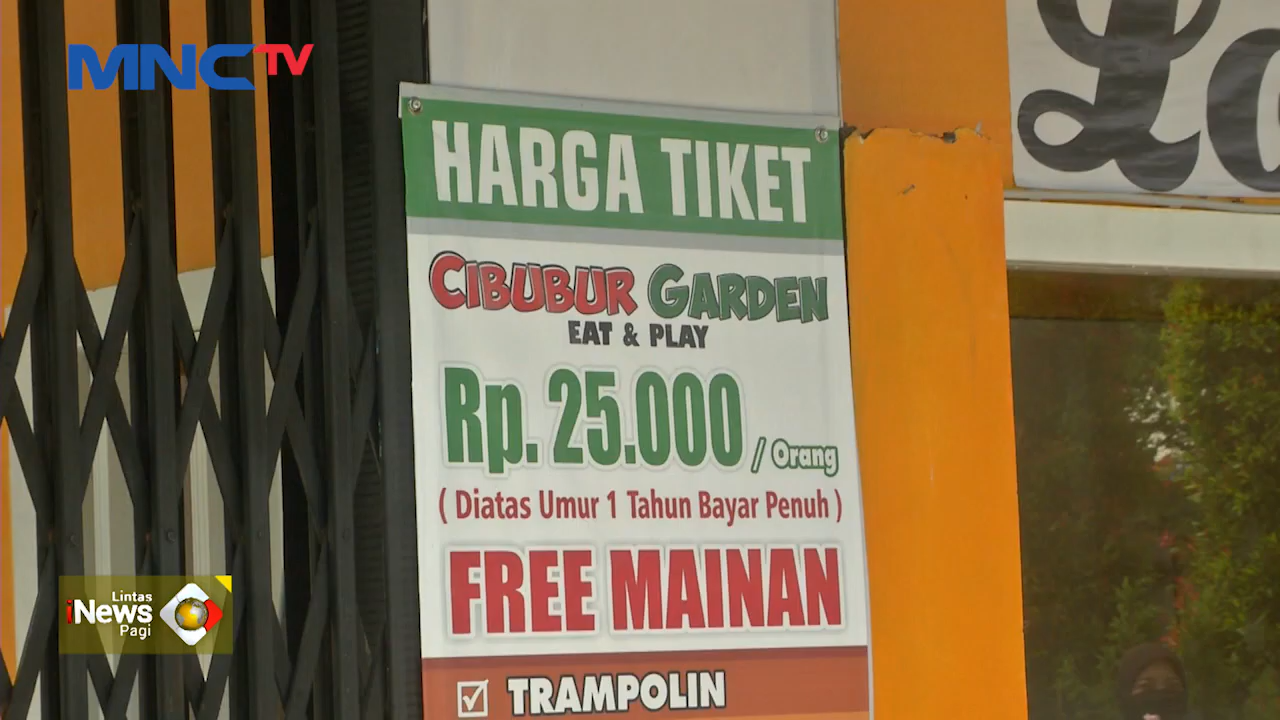 MNCTV
HARGA TIKET
CIBUBUR GARDEN
EAT & PLAY
Rp. 25.000 / Orang
( Diatas Umur 1 Tahun Bayar Penuh )
FREE MAINAN
TRAMPOLIN
Lintas
iNews
Pagi